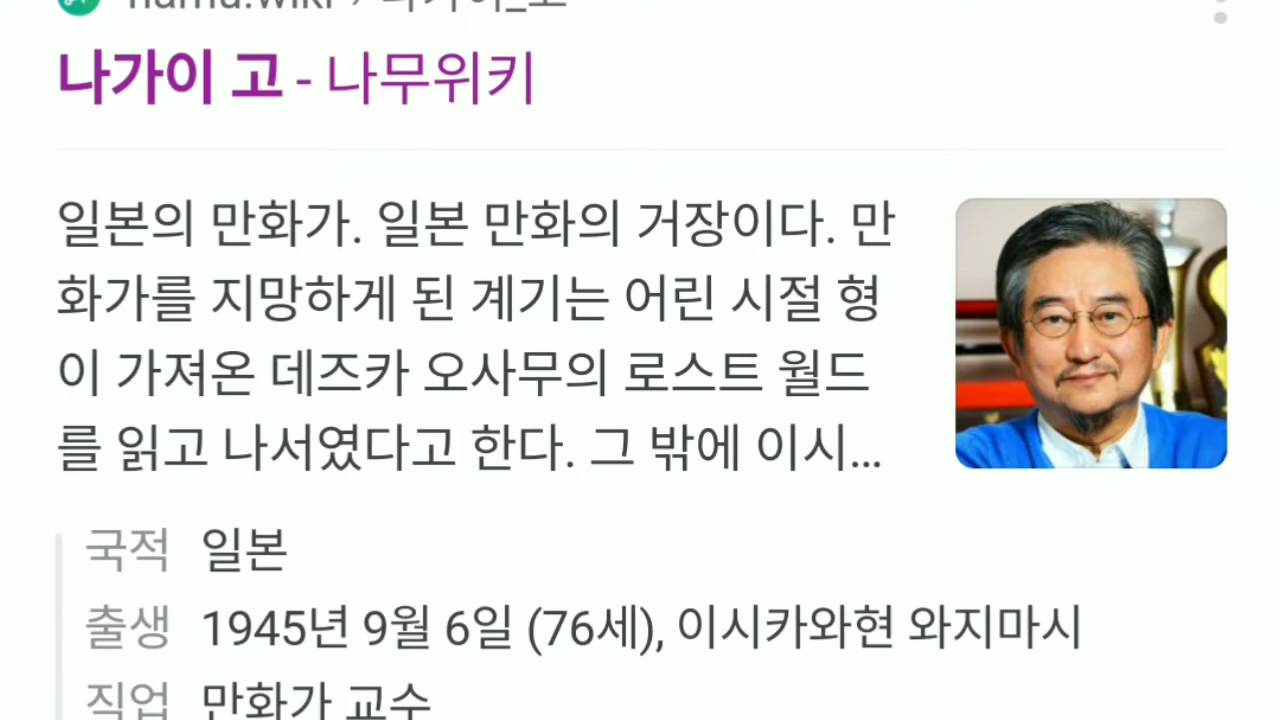 나가이 고 - 나무위키
일본의 만화가. 일본 만화의 거장이다. 만
화가를 지망하게 된 계기는 어린 시절 형
이 가져온 데즈카 오사무의 로스트 월드
를 읽고 나서였다고 한다. 그 밖에 이시...
국적 일본
출생 1945년 9월 6일 (76세), 이시카와현 와지마시
직업 만화가 교수